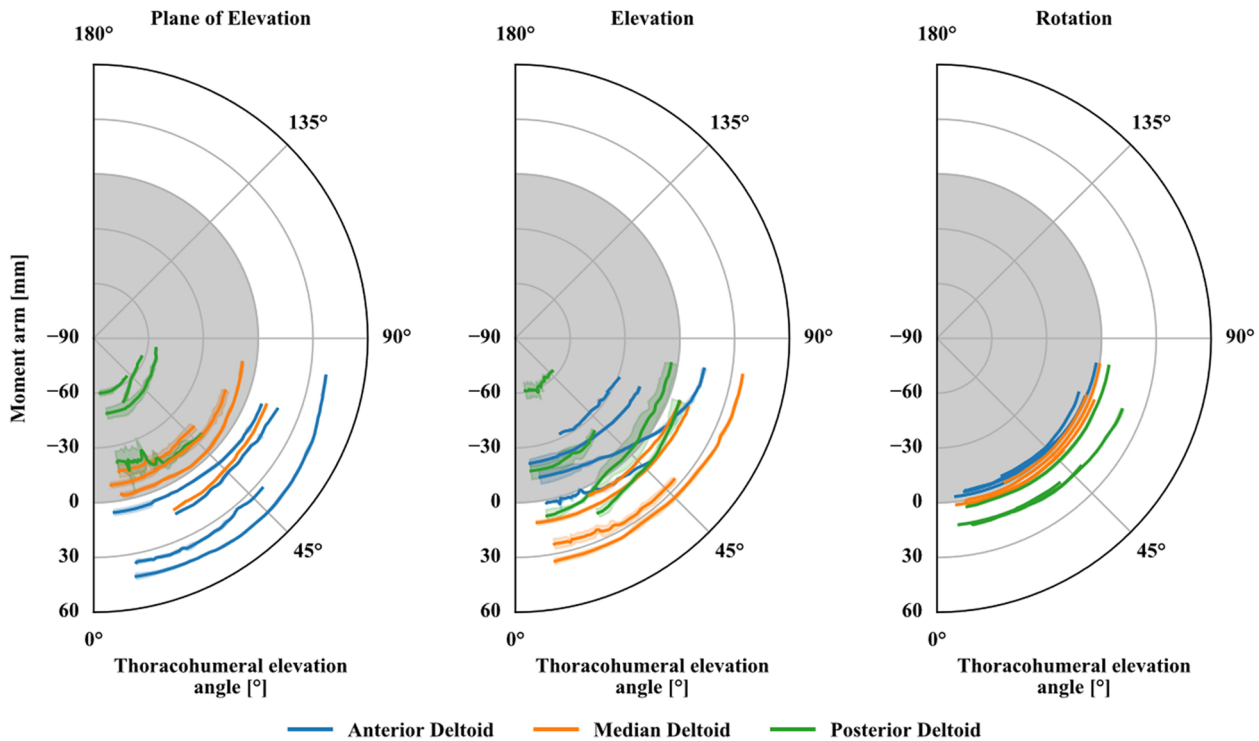 Plane of Elevation
Elevation
Rotation
180°
180°
180°
135°
135°
135°
Moment arm [mm]
−90
90°
−90
90°
−90
90°
−60
−60
−60
−30
−30
−30
0
0
0
30
45°
30
45°
30
45°
60
60
60
0°
0°
0°
Thoracohumeral elevation
angle [°]
Thoracohumeral elevation
angle [°]
Thoracohumeral elevation
angle [°]
Anterior Deltoid
Median Deltoid
Posterior Deltoid